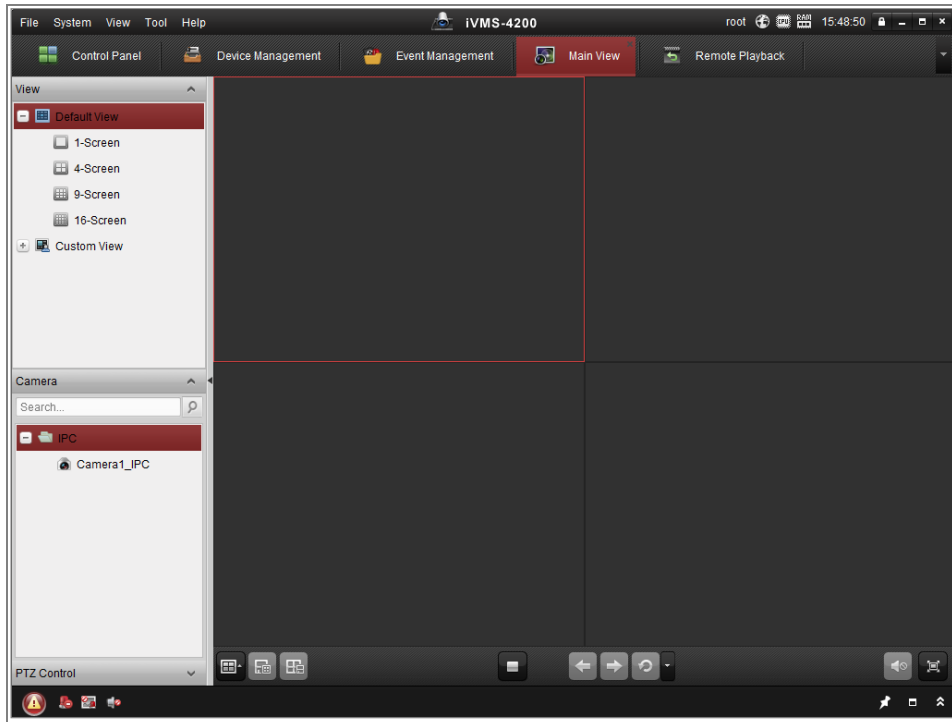 File System View Tool Help iVMS-4200 root CPU RAM 15:48:50
Control Panel Device Management Event Management Main View Remote Playback
View
Default View
1-Screen
4-Screen
9-Screen
16-Screen
Custom View
Camera
Search...
IPC
Camera1_IPC
PTZ Control